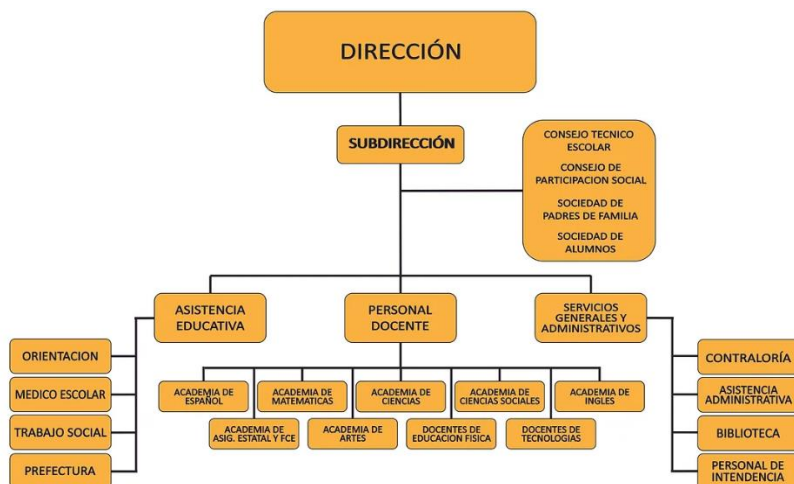 DIRECCIÓN
SUBDIRECCIÓN
CONSEJO TECNICO
ESCOLAR
CONSEJO DE
PARTICIPACION SOCIAL
SOCIEDAD DE
PADRES DE FAMILIA
SOCIEDAD DE
ALUMNOS
ASISTENCIA
EDUCATIVA
PERSONAL
DOCENTE
SERVICIOS
GENERALES Y
ADMINISTRATIVOS
ORIENTACION
MEDICO ESCOLAR
TRABAJO SOCIAL
PREFECTURA
ACADEMIA DE
ESPAÑOL
ACADEMIA DE
MATEMATICAS
ACADEMIA DE
CIENCIAS
ACADEMIA DE
CIENCIAS SOCIALES
ACADEMIA DE
INGLES
ACADEMIA DE
ASIG. ESTATAL Y FCE
ACADEMIA DE
ARTES
DOCENTES DE
EDUCACION FISICA
DOCENTES DE
TECNOLOGIAS
CONTRALORÍA
ASISTENCIA
ADMINISTRATIVA
BIBLIOTECA
PERSONAL DE
INTENDENCIA